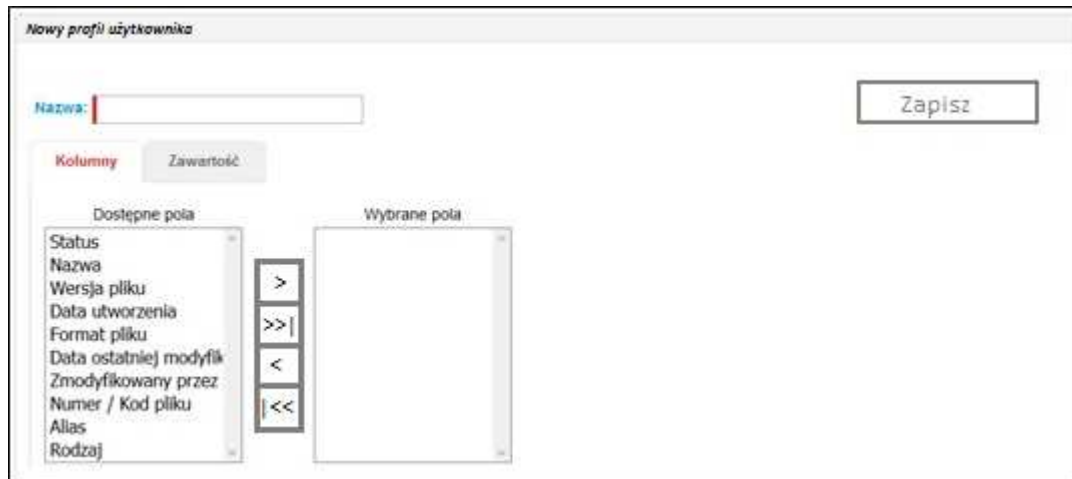 Nowy profil użytkownika
Nazwa:
Zapisz
Kolumny Zawartość
Dostępne pola Wybrane pola
Status
Nazwa
Wersja pliku
Data utworzenia
Format pliku
Data ostatniej modyfik
Zmodyfikowany przez
Numer / Kod pliku
Alias
Rodzaj
>
>>|
<
|<<